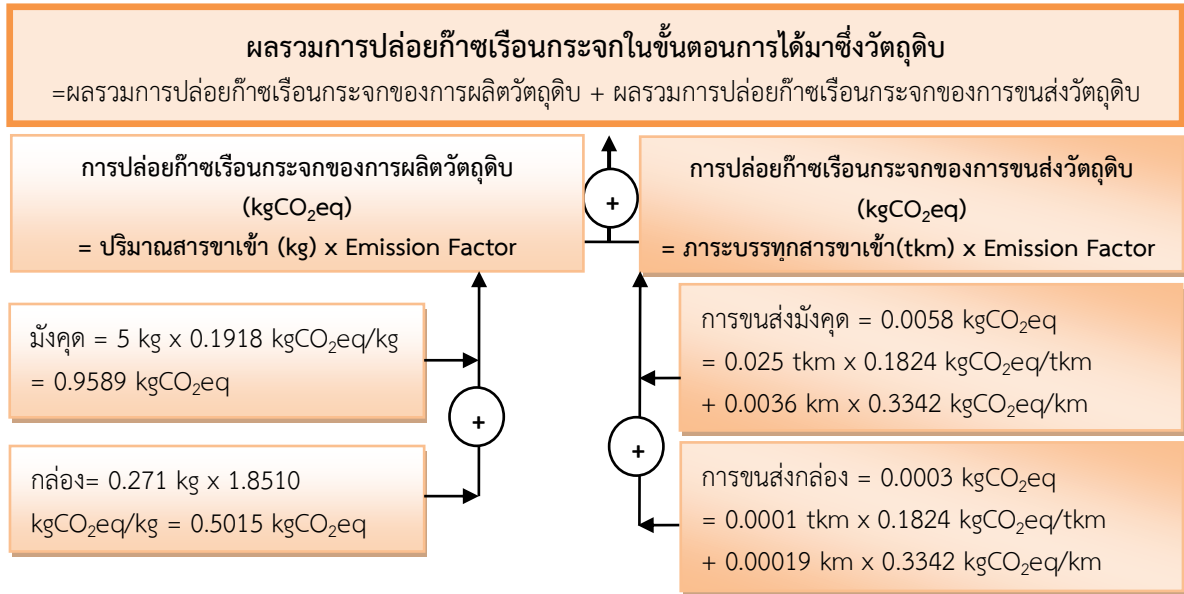 ผลรวมการปล่อยก๊าซเรือนกระจกในขั้นตอนการได้มาซึ่งวัตถุดิบ
=ผลรวมการปล่อยก๊าซเรือนกระจกของการผลิตวัตถุดิบ + ผลรวมการปล่อยก๊าซเรือนกระจกของการขนส่งวัตถุดิบ
การปล่อยก๊าซเรือนกระจกของการผลิตวัตถุดิบ
(kgCO₂eq)
= ปริมาณสารขาเข้า (kg) x Emission Factor
+
การปล่อยก๊าซเรือนกระจกของการขนส่งวัตถุดิบ
(kgCO₂eq)
= ภาระบรรทุกสารขาเข้า(tkm) x Emission Factor
มังคุด = 5 kg x 0.1918 kgCO₂eq/kg
= 0.9589 kgCO₂eq
+
กล่อง= 0.271 kg x 1.8510
kgCO₂eq/kg = 0.5015 kgCO₂eq
การขนส่งมังคุด = 0.0058 kgCO₂eq
= 0.025 tkm x 0.1824 kgCO₂eq/tkm
+ 0.0036 km x 0.3342 kgCO₂eq/km
+
การขนส่งกล่อง = 0.0003 kgCO₂eq
= 0.0001 tkm x 0.1824 kgCO₂eq/tkm
+ 0.00019 km x 0.3342 kgCO₂eq/km